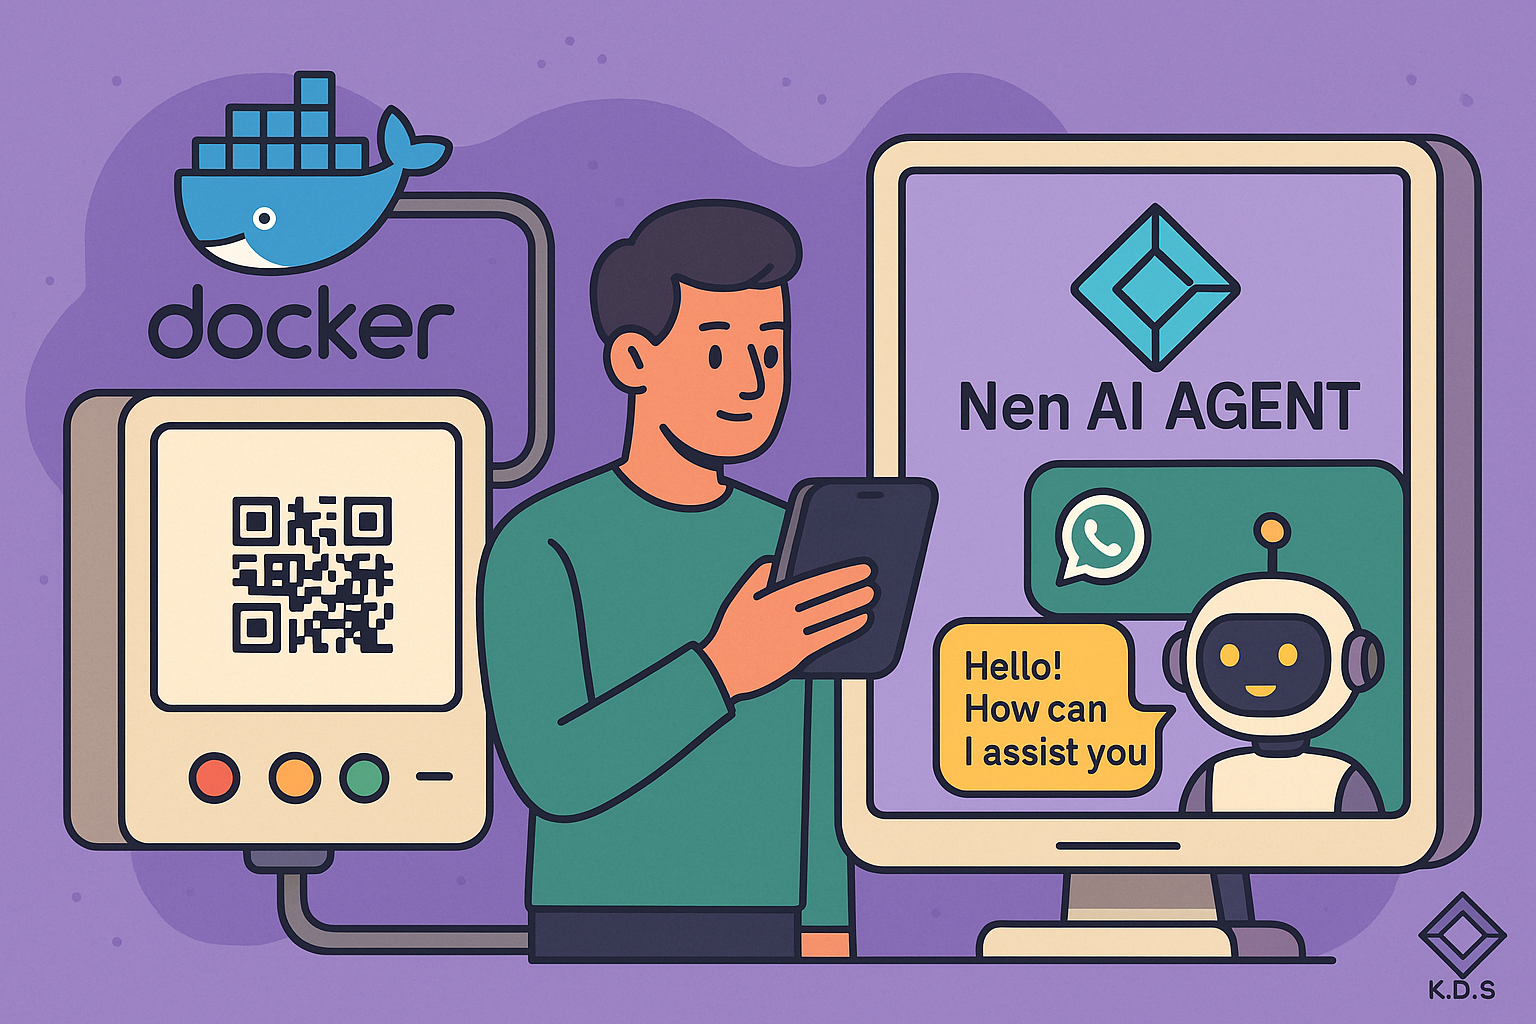 docker
Nen AI AGENT
Hello!
How can
I assist you
K.D.S